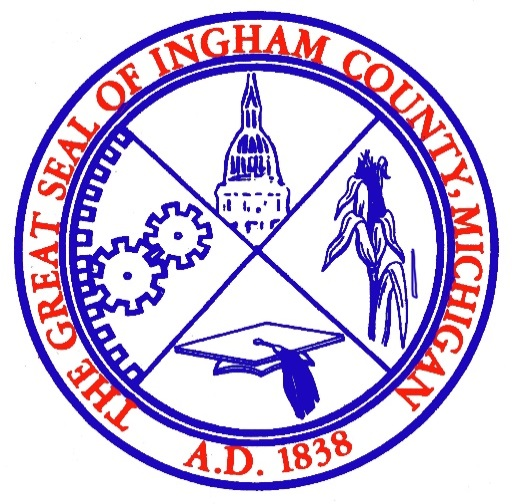 THE GREAT SEAL OF INGHAM COUNTY, MICHIGAN
A.D. 1838